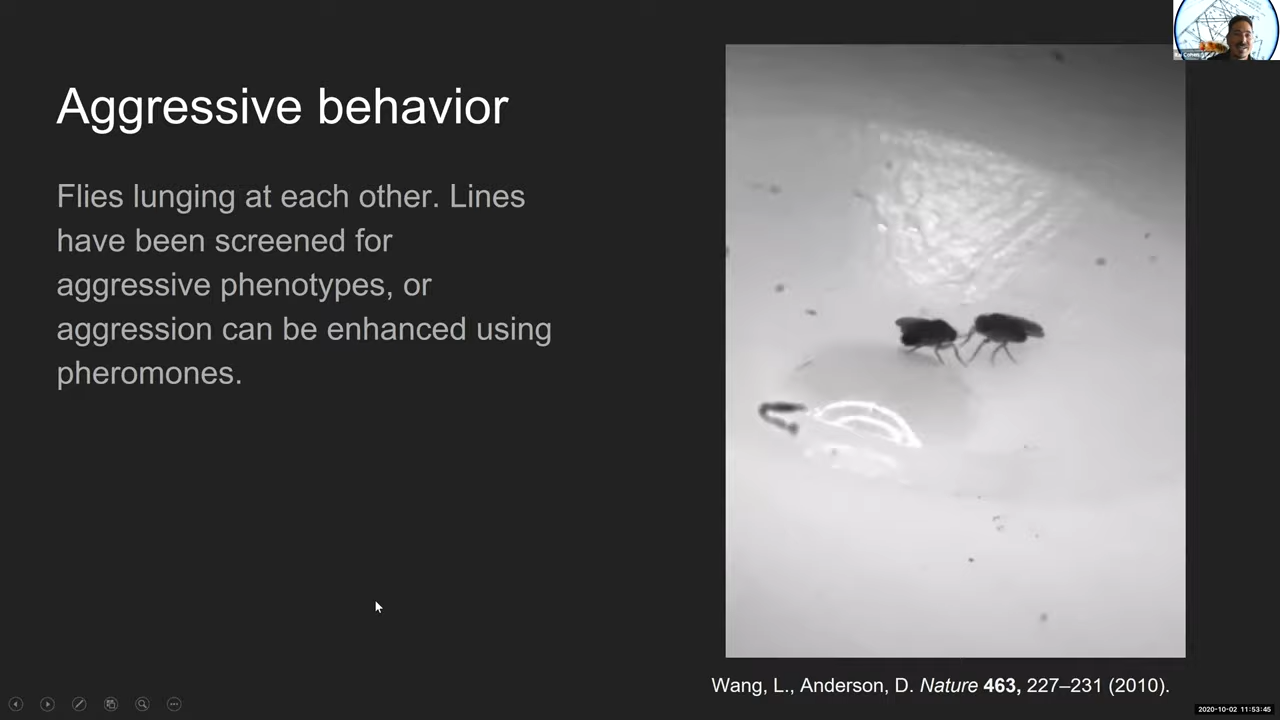 Aggressive behavior
Flies lunging at each other. Lines
have been screened for
aggressive phenotypes, or
aggression can be enhanced using
pheromones.
Wang, L., Anderson, D. Nature 463, 227–231 (2010).
2020-10-02 11:53:45